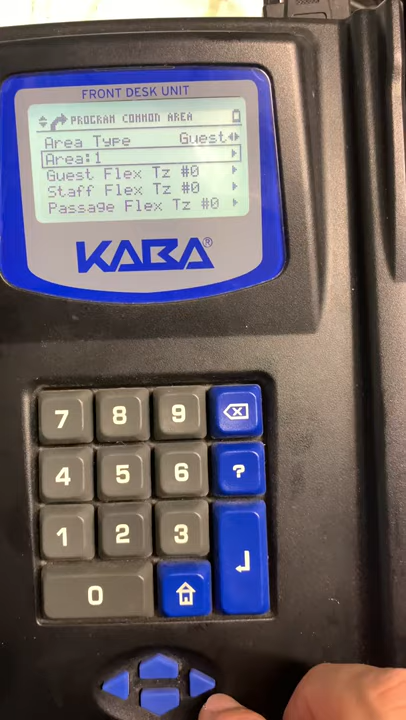 FRONT DESK UNIT
PROGRAM COMMON AREA
Area Type Guest
Area:1
Guest Flex Tz #0
Staff Flex Tz #0
Passage Flex Tz #0
KABA®
7 8 9
4 5 6 ?
1 2 3
0